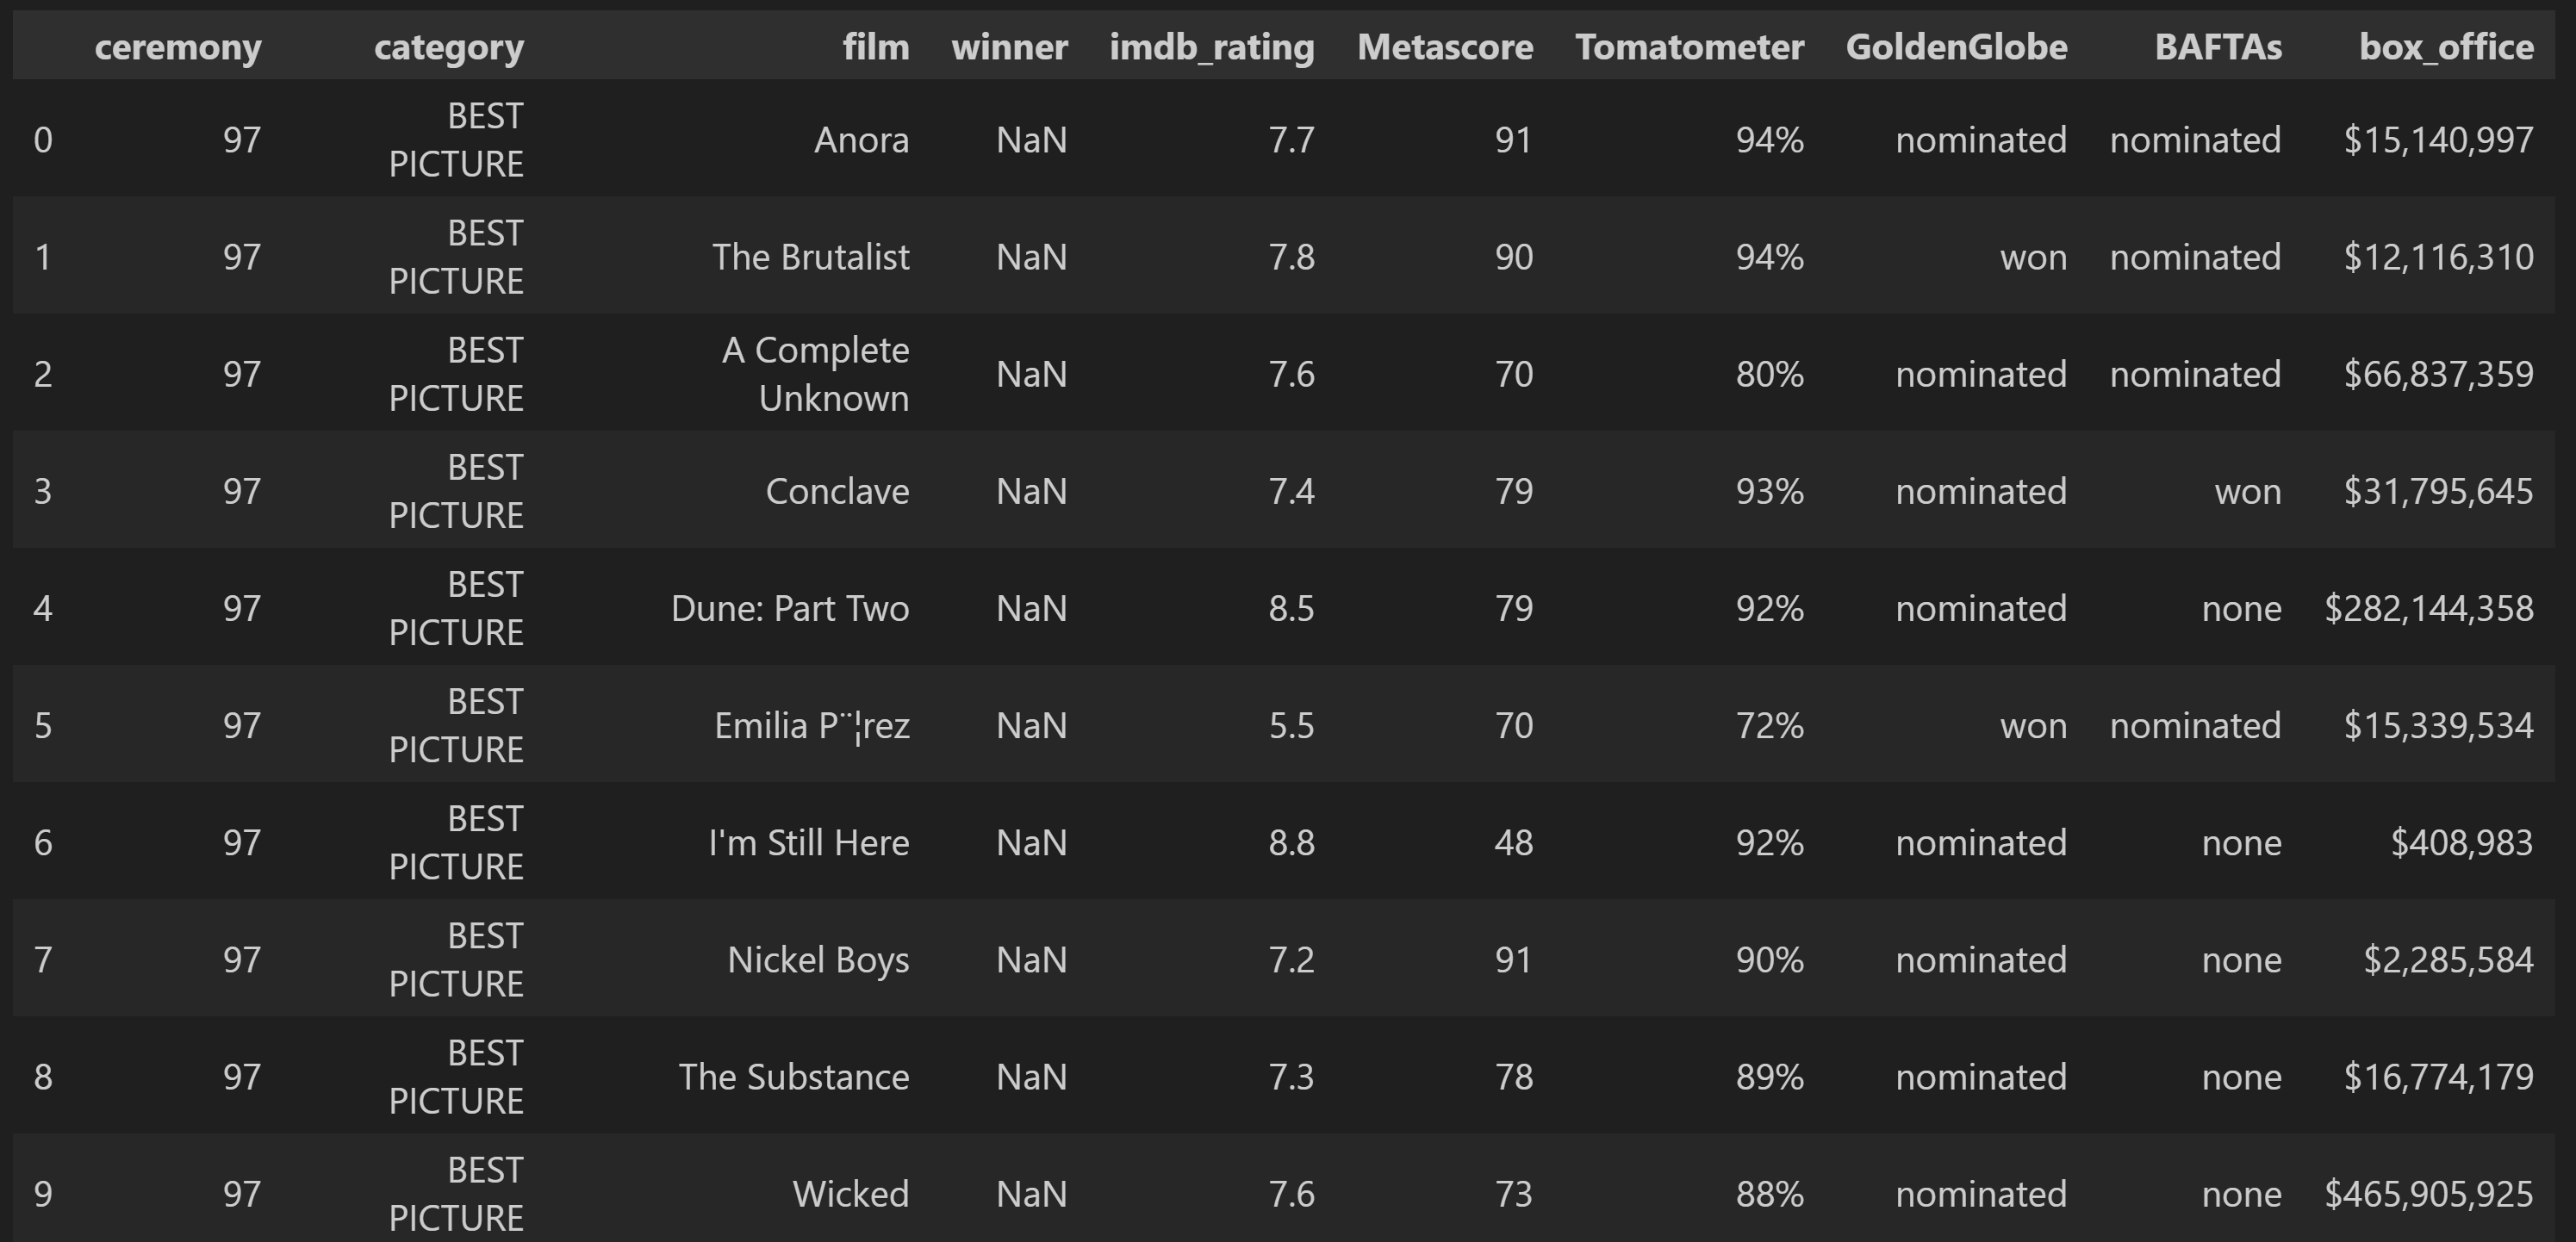 ceremony category film winner imdb_rating Metascore Tomatometer GoldenGlobe BAFTAs box_office
0 97 BEST PICTURE Anora NaN 7.7 91 94% nominated nominated $15,140,997
1 97 BEST PICTURE The Brutalist NaN 7.8 90 94% won nominated $12,116,310
2 97 BEST PICTURE A Complete Unknown NaN 7.6 70 80% nominated nominated $66,837,359
3 97 BEST PICTURE Conclave NaN 7.4 79 93% nominated won $31,795,645
4 97 BEST PICTURE Dune: Part Two NaN 8.5 79 92% nominated none $282,144,358
5 97 BEST PICTURE Emilia P¨¦rez NaN 5.5 70 72% won nominated $15,339,534
6 97 BEST PICTURE I'm Still Here NaN 8.8 48 92% nominated none $408,983
7 97 BEST PICTURE Nickel Boys NaN 7.2 91 90% nominated none $2,285,584
8 97 BEST PICTURE The Substance NaN 7.3 78 89% nominated none $16,774,179
9 97 BEST PICTURE Wicked NaN 7.6 73 88% nominated none $465,905,925